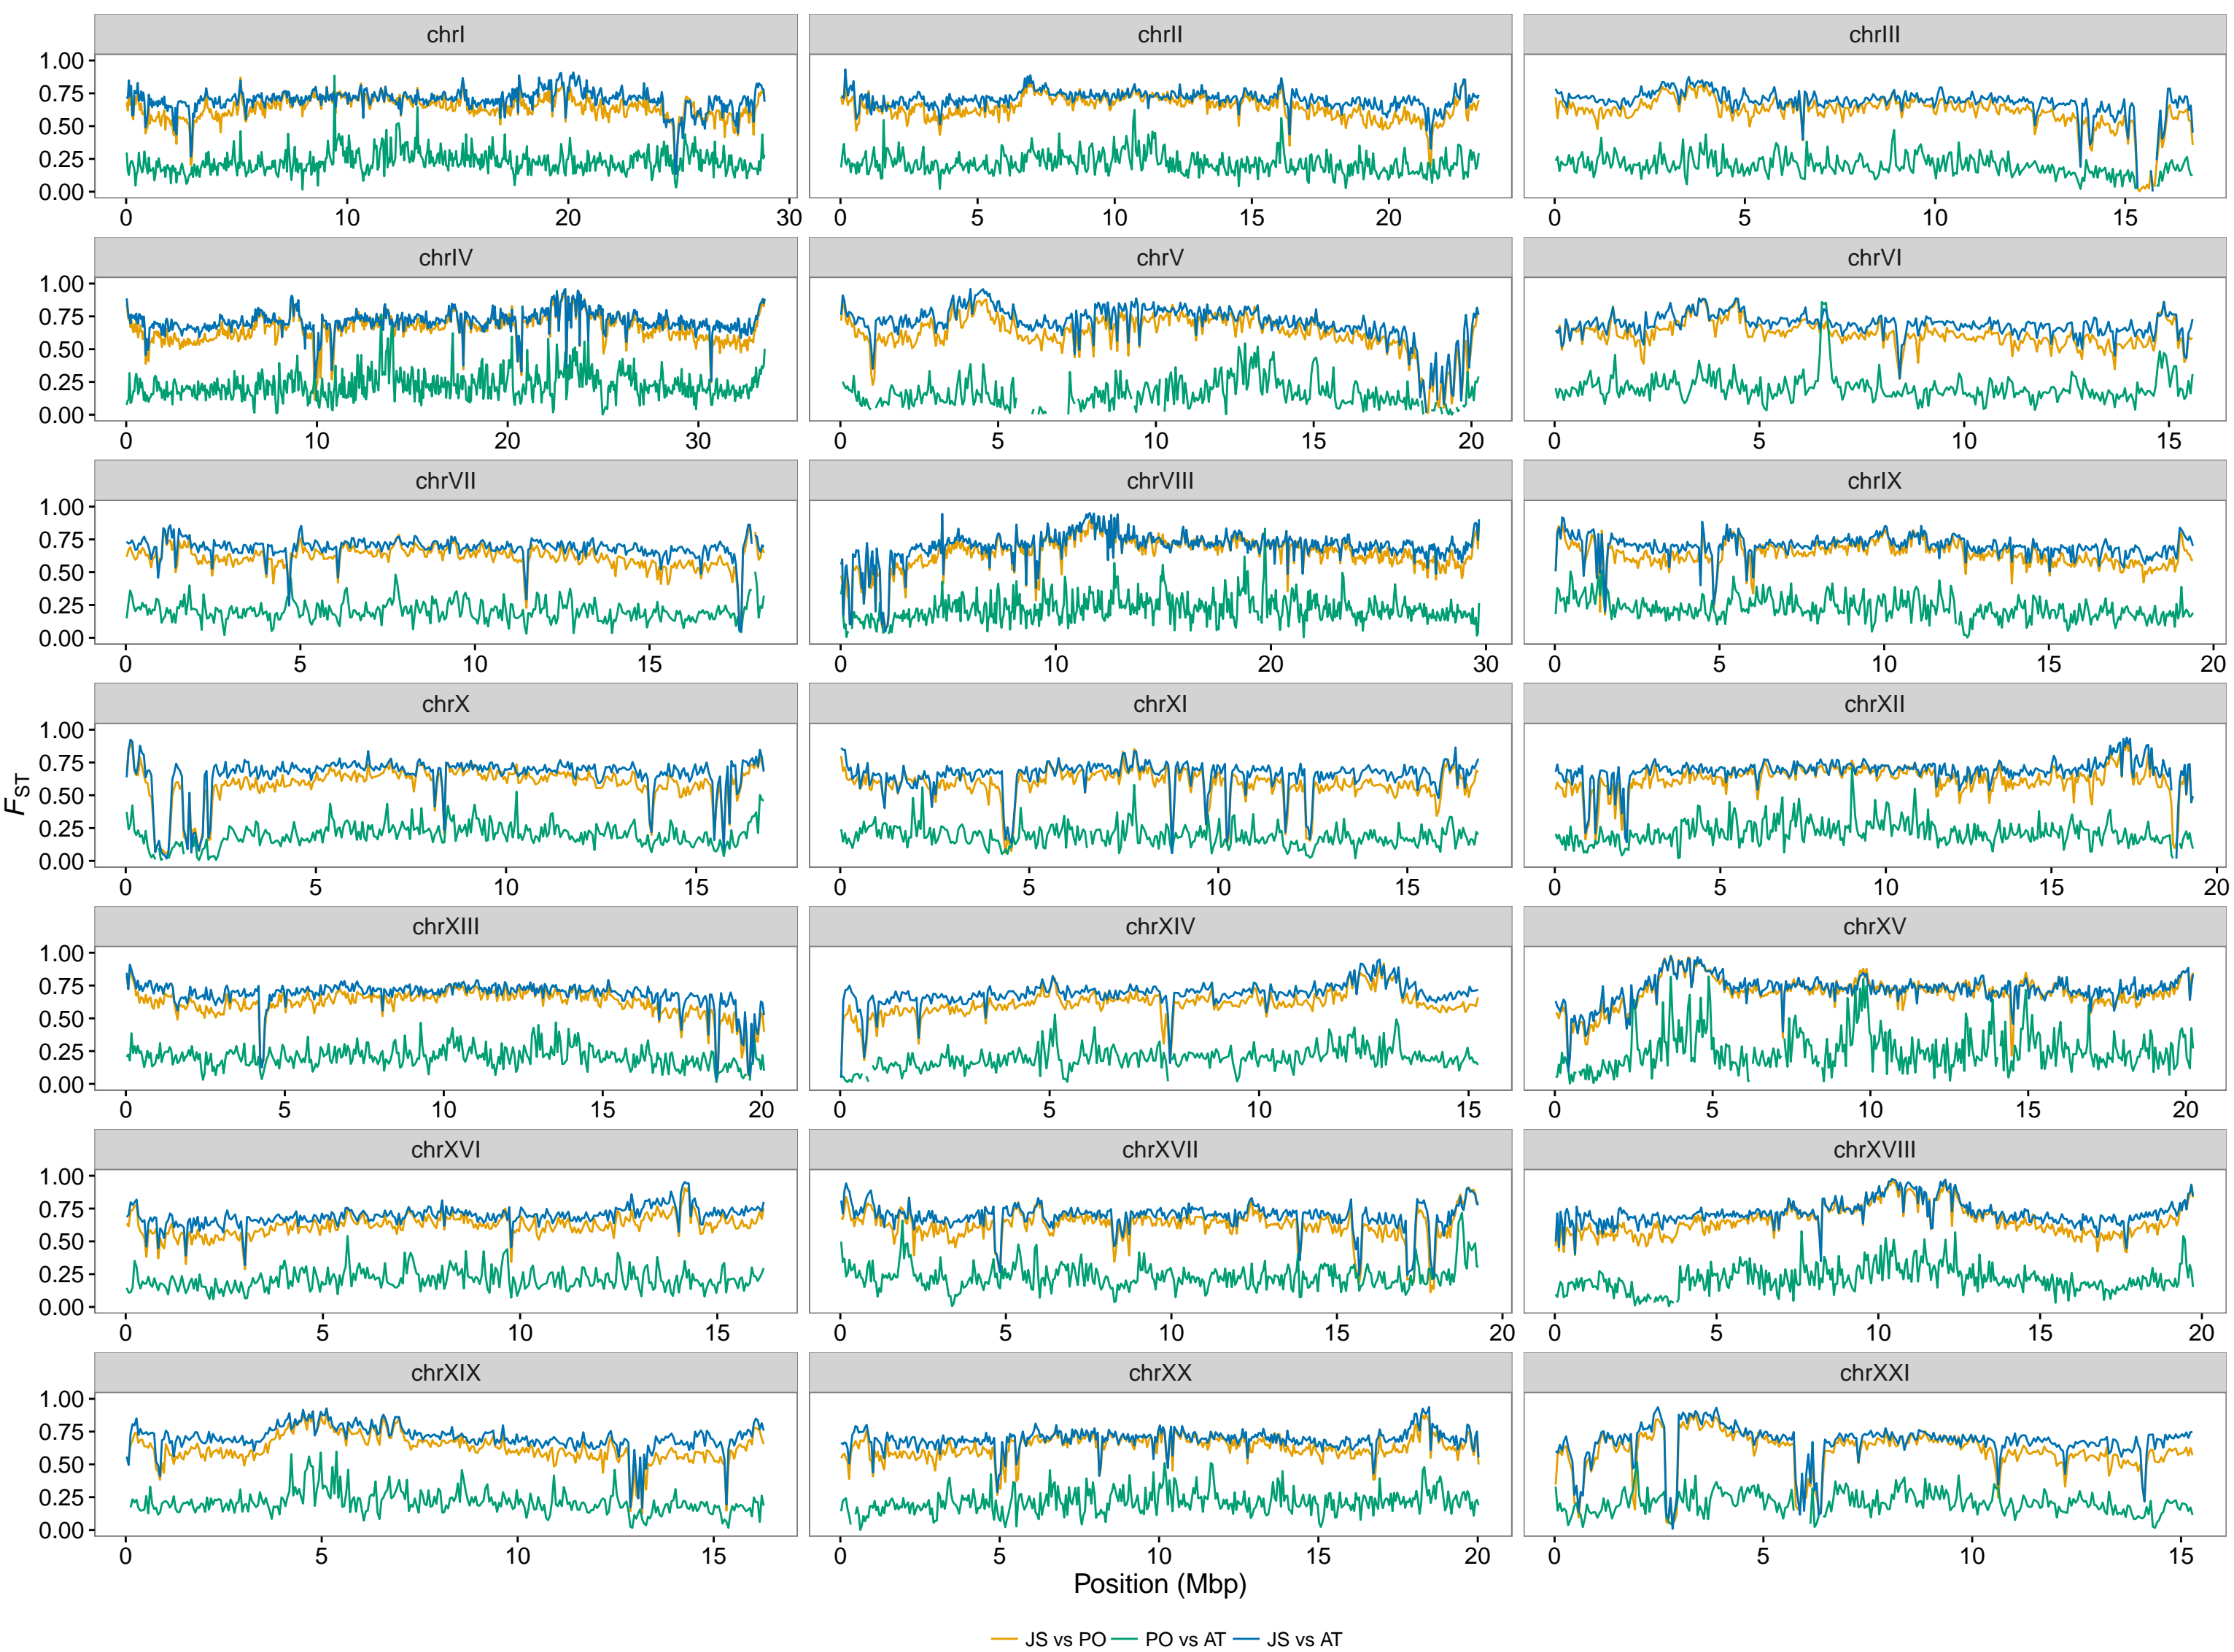 chrI chrII chrIII
1.00
0.75
0.50
0.25
0.00
0 10 20 30 0 5 10 15 20 0 5 10 15
chrIV chrV chrVI
1.00
0.75
0.50
0.25
0.00
0 10 20 30 0 5 10 15 20 0 5 10 15
chrVII chrVIII chrIX
1.00
0.75
0.50
0.25
0.00
0 5 10 15 0 10 20 30 0 5 10 15 20
chrX chrXI chrXII
1.00
0.75
0.50
0.25
0.00
FST
0 5 10 15 0 5 10 15 0 5 10 15 20
chrXIII chrXIV chrXV
1.00
0.75
0.50
0.25
0.00
0 5 10 15 20 0 5 10 15 0 5 10 15 20
chrXVI chrXVII chrXVIII
1.00
0.75
0.50
0.25
0.00
0 5 10 15 0 5 10 15 20 0 5 10 15 20
chrXIX chrXX chrXXI
1.00
0.75
0.50
0.25
0.00
0 5 10 15 0 5 10 15 20 0 5 10 15
Position (Mbp)
JS vs PO PO vs AT JS vs AT